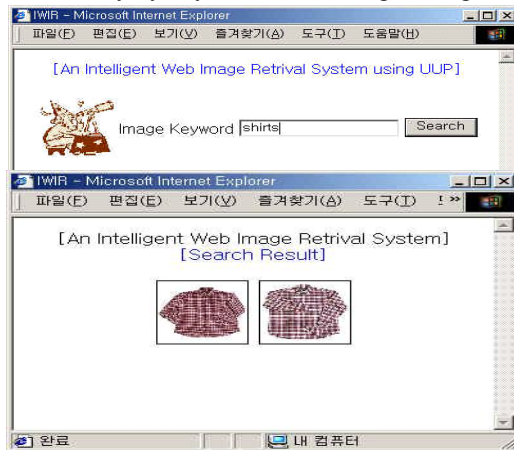 IWIR - Microsoft Internet Explorer
파일(F) 편집(E) 보기(V) 즐겨찾기(A) 도구(T) 도움말(H)
[An Intelligent Web Image Retrival System using UUP]
Image Keyword shirts Search
IWIR - Microsoft Internet Explorer
파일(F) 편집(E) 보기(V) 즐겨찾기(A) 도구(T) »
[An Intelligent Web Image Retrival System]
[Search Result]
완료 내 컴퓨터